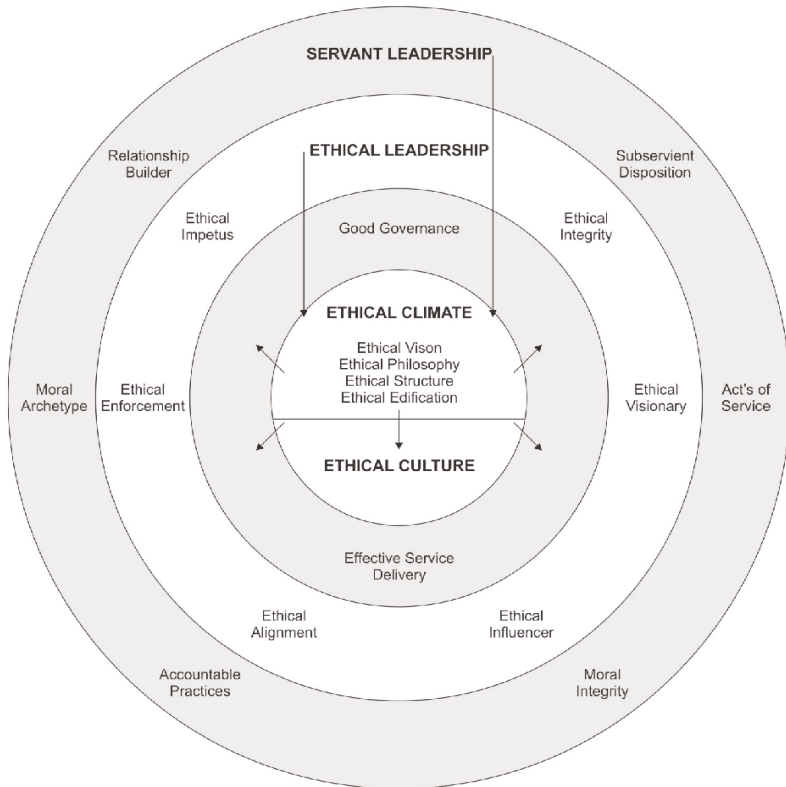 SERVANT LEADERSHIP
ETHICAL LEADERSHIP
Relationship
Builder
Subservient
Disposition
Ethical
Impetus
Ethical
Integrity
Good Governance
ETHICAL CLIMATE
Ethical Vison
Ethical Philosophy
Ethical Structure
Ethical Edification
Moral
Archetype
Ethical
Enforcement
Ethical
Visionary
Act's of
Service
ETHICAL CULTURE
Effective Service
Delivery
Ethical
Alignment
Ethical
Influencer
Accountable
Practices
Moral
Integrity